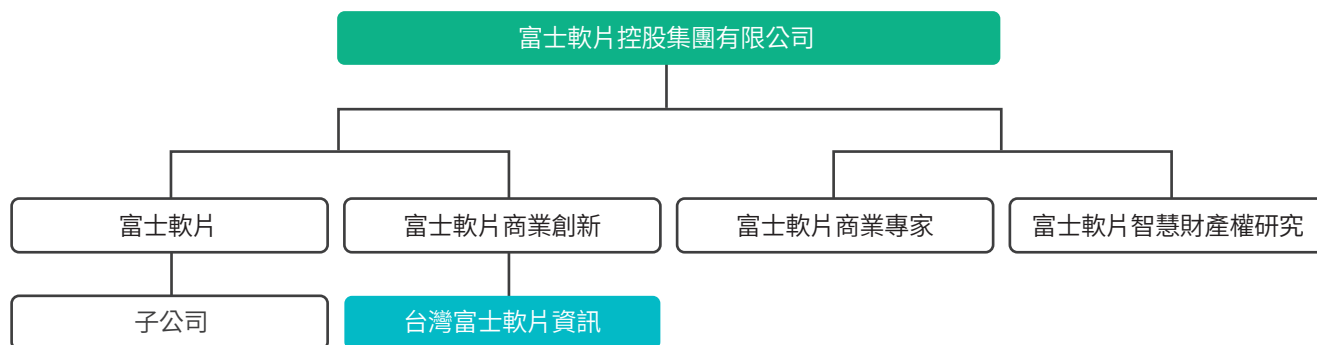 富士軟片控股集團有限公司
富士軟片
富士軟片商業創新
富士軟片商業專家
富士軟片智慧財產權研究
子公司
台灣富士軟片資訊